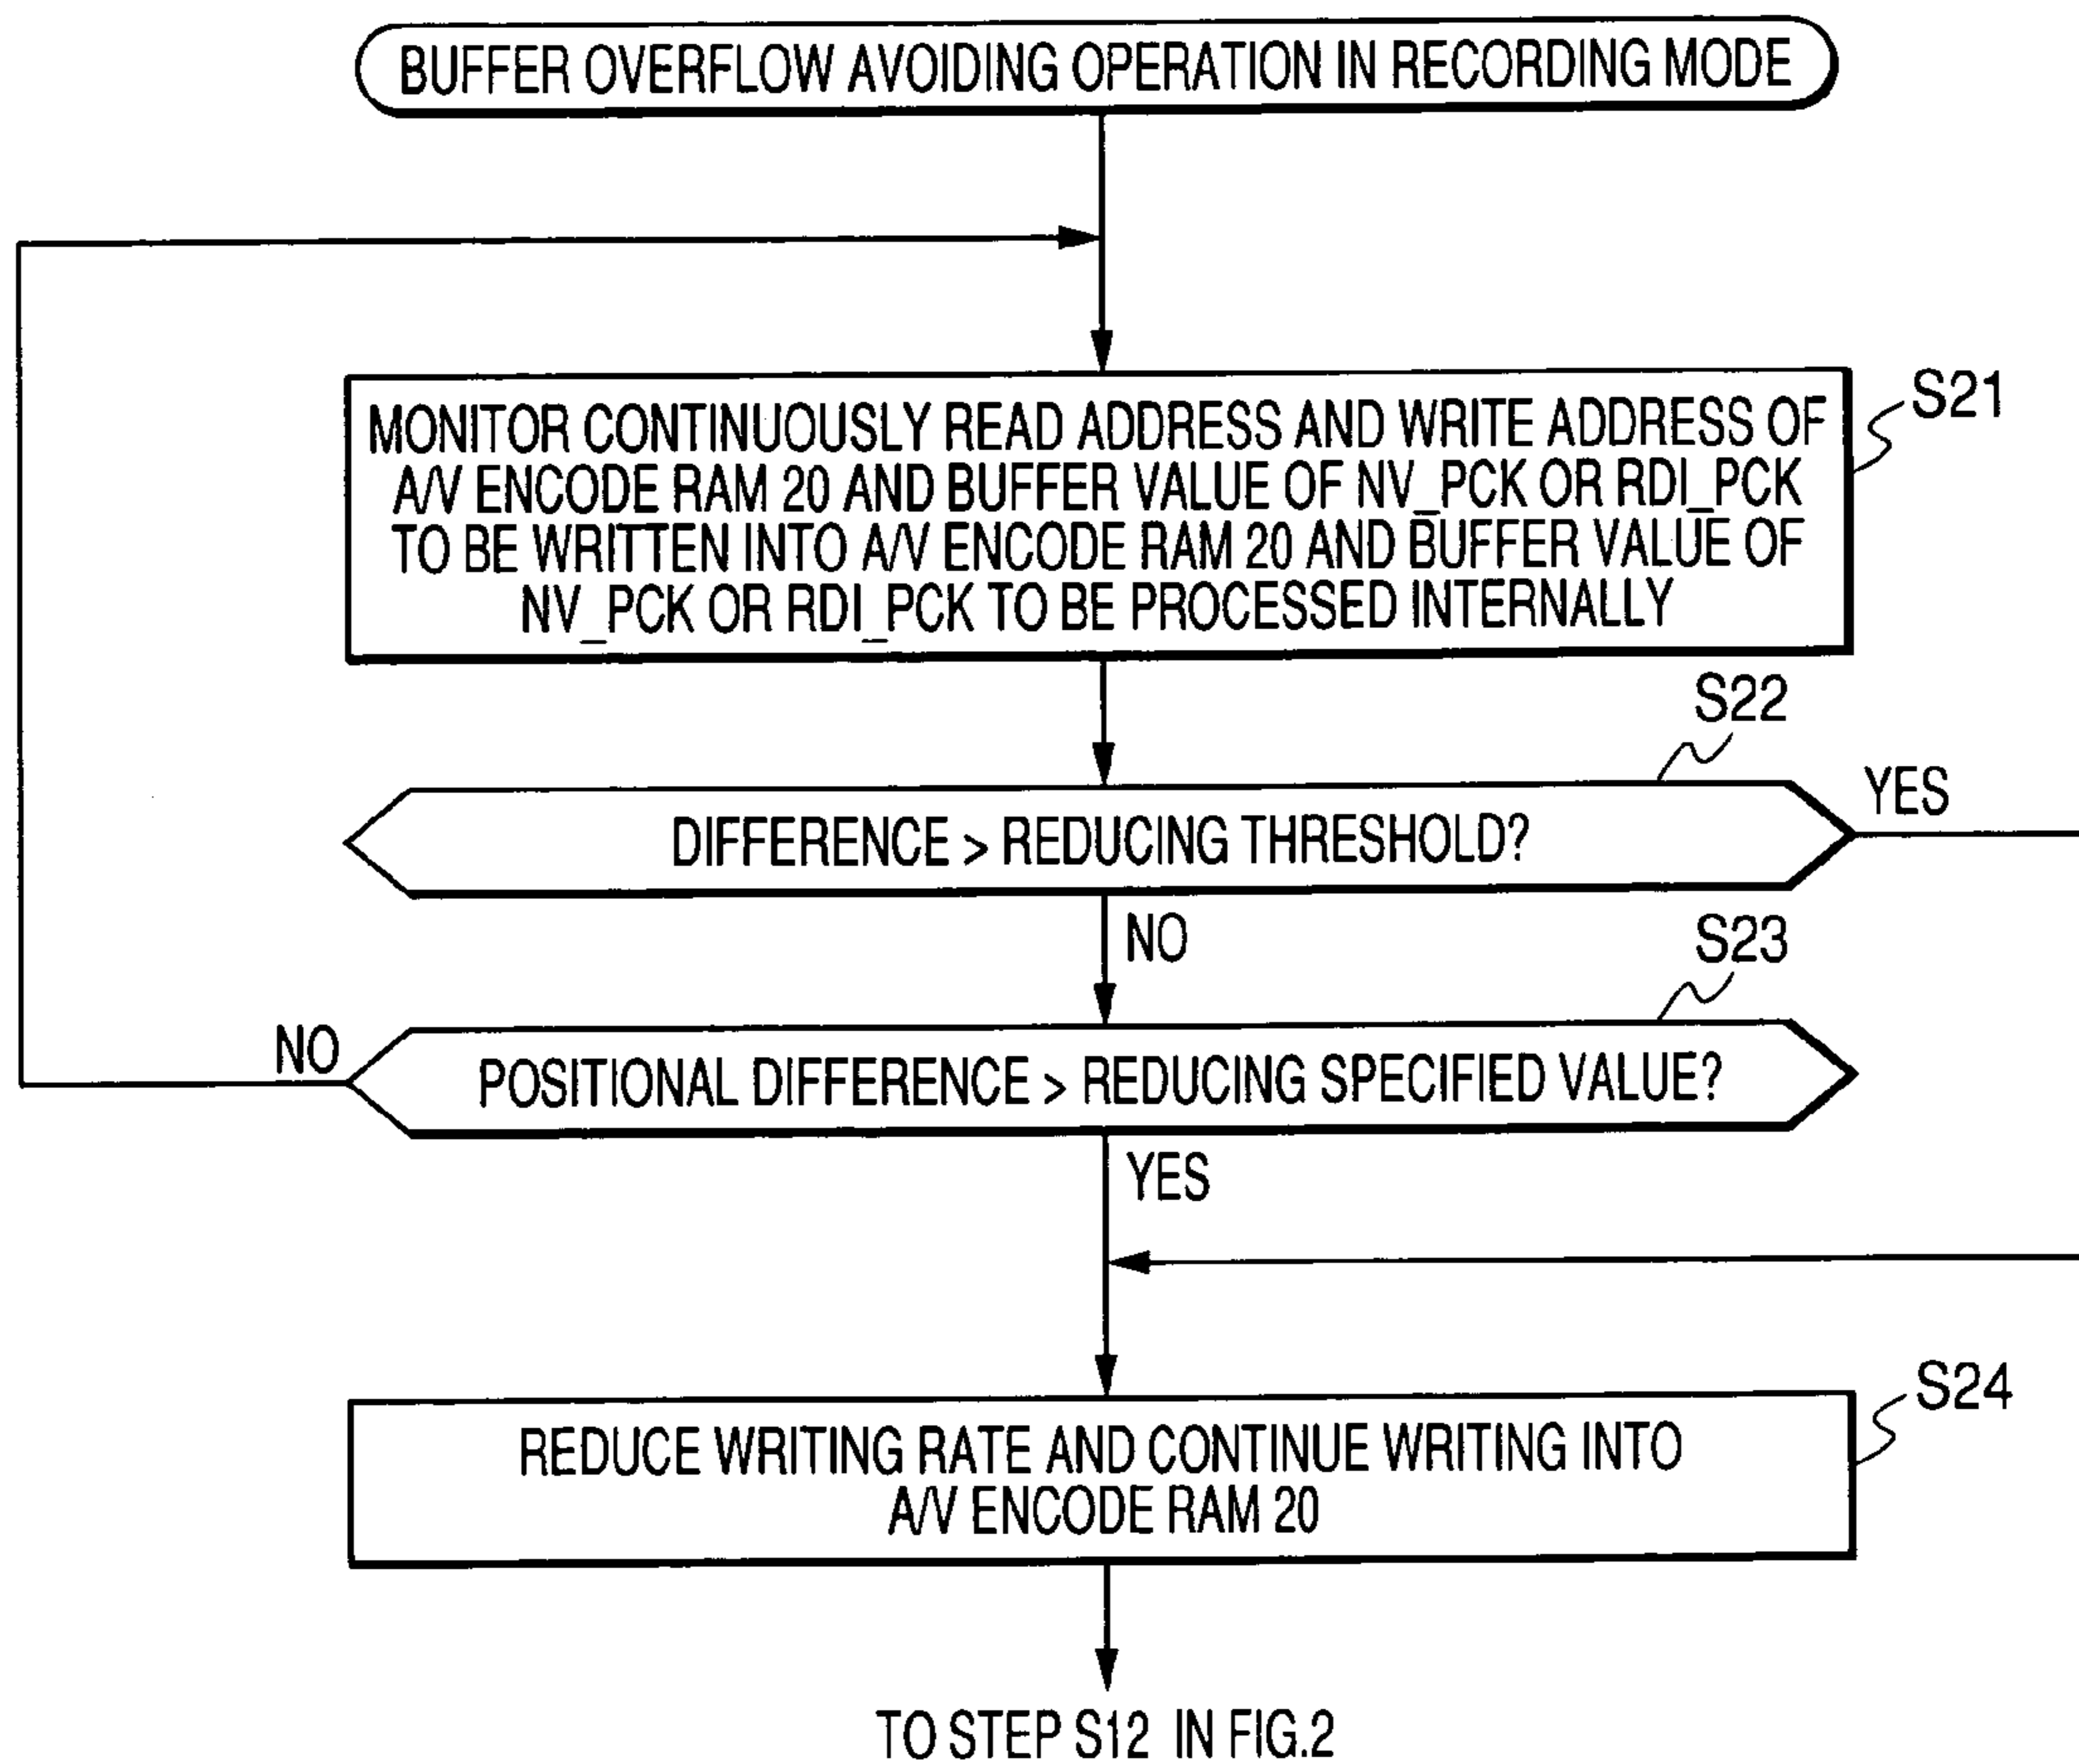 BUFFER OVERFLOW AVOIDING OPERATION IN RECORDING MODE
S21
MONITOR CONTINUOUSLY READ ADDRESS AND WRITE ADDRESS OF
A/V ENCODE RAM 20 AND BUFFER VALUE OF NV_PCK OR RDI_PCK
TO BE WRITTEN INTO A/V ENCODE RAM 20 AND BUFFER VALUE OF
NV_PCK OR RDI_PCK TO BE PROCESSED INTERNALLY
S22
YES
DIFFERENCE > REDUCING THRESHOLD?
NO
S23
NO
POSITIONAL DIFFERENCE > REDUCING SPECIFIED VALUE?
YES
S24
REDUCE WRITING RATE AND CONTINUE WRITING INTO
A/V ENCODE RAM 20
TO STEP S12 IN FIG.2